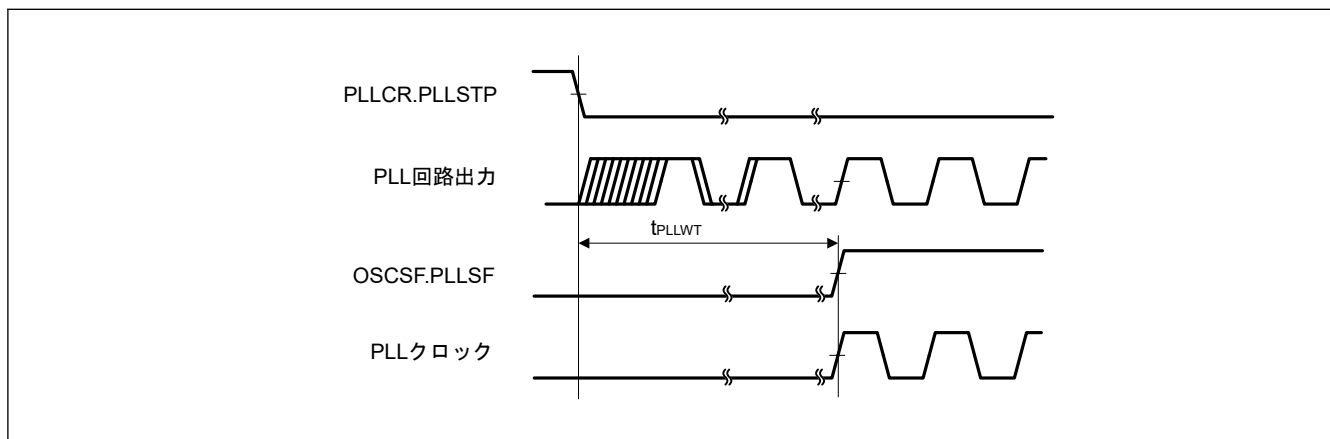 PLLCR.PLLSTP
PLL回路出力
tPLLWT
OSCSF.PLLSF
PLLクロック